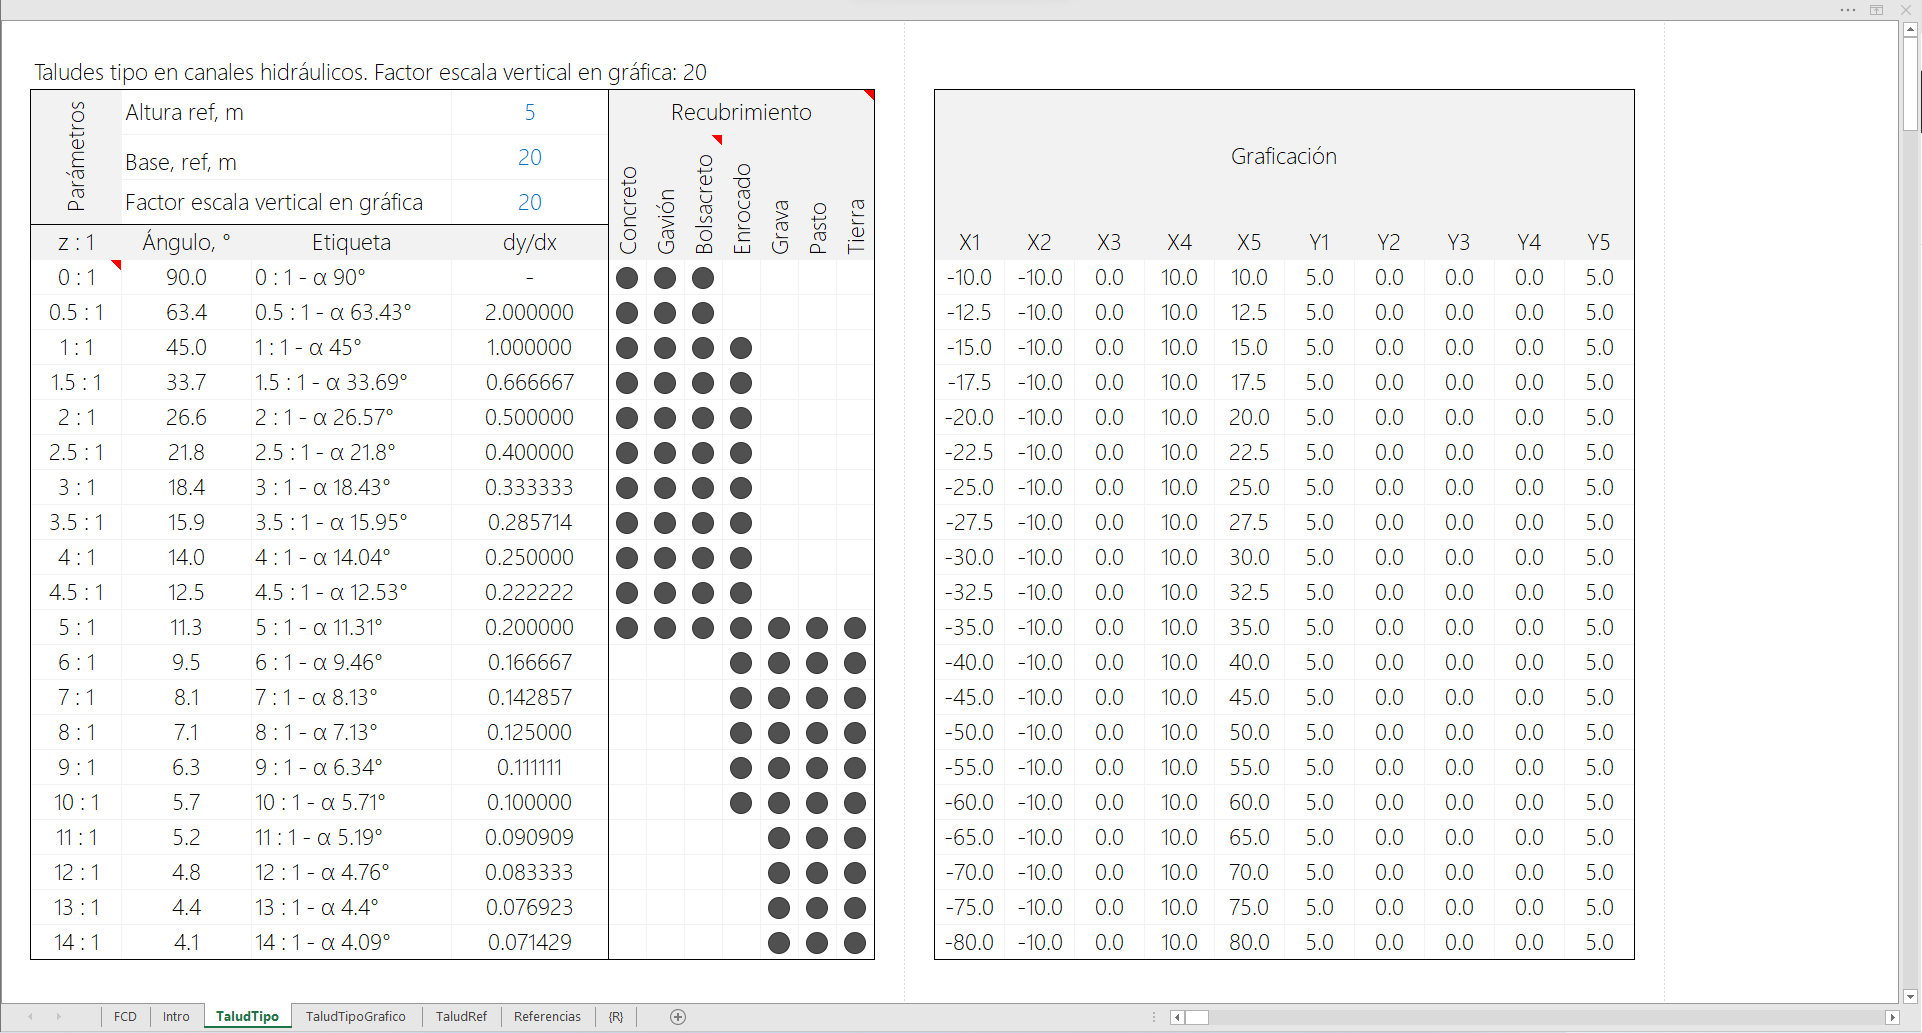 Taludes tipo en canales hidráulicos. Factor escala vertical en gráfica: 20
Parámetros
Altura ref, m 5
Base, ref, m 20
Factor escala vertical en gráfica 20
Recubrimiento
Concreto
Gavión
Bolsacreto
Enrocado
Grava
Pasto
Tierra
Graficación
z : 1 Ángulo, ° Etiqueta dy/dx X1 X2 X3 X4 X5 Y1 Y2 Y3 Y4 Y5
0 : 1 90.0 0 : 1 - α 90° - -10.0 -10.0 0.0 10.0 10.0 5.0 0.0 0.0 0.0 5.0
0.5 : 1 63.4 0.5 : 1 - α 63.43° 2.000000 -12.5 -10.0 0.0 10.0 12.5 5.0 0.0 0.0 0.0 5.0
1 : 1 45.0 1 : 1 - α 45° 1.000000 -15.0 -10.0 0.0 10.0 15.0 5.0 0.0 0.0 0.0 5.0
1.5 : 1 33.7 1.5 : 1 - α 33.69° 0.666667 -17.5 -10.0 0.0 10.0 17.5 5.0 0.0 0.0 0.0 5.0
2 : 1 26.6 2 : 1 - α 26.57° 0.500000 -20.0 -10.0 0.0 10.0 20.0 5.0 0.0 0.0 0.0 5.0
2.5 : 1 21.8 2.5 : 1 - α 21.8° 0.400000 -22.5 -10.0 0.0 10.0 22.5 5.0 0.0 0.0 0.0 5.0
3 : 1 18.4 3 : 1 - α 18.43° 0.333333 -25.0 -10.0 0.0 10.0 25.0 5.0 0.0 0.0 0.0 5.0
3.5 : 1 15.9 3.5 : 1 - α 15.95° 0.285714 -27.5 -10.0 0.0 10.0 27.5 5.0 0.0 0.0 0.0 5.0
4 : 1 14.0 4 : 1 - α 14.04° 0.250000 -30.0 -10.0 0.0 10.0 30.0 5.0 0.0 0.0 0.0 5.0
4.5 : 1 12.5 4.5 : 1 - α 12.53° 0.222222 -32.5 -10.0 0.0 10.0 32.5 5.0 0.0 0.0 0.0 5.0
5 : 1 11.3 5 : 1 - α 11.31° 0.200000 -35.0 -10.0 0.0 10.0 35.0 5.0 0.0 0.0 0.0 5.0
6 : 1 9.5 6 : 1 - α 9.46° 0.166667 -40.0 -10.0 0.0 10.0 40.0 5.0 0.0 0.0 0.0 5.0
7 : 1 8.1 7 : 1 - α 8.13° 0.142857 -45.0 -10.0 0.0 10.0 45.0 5.0 0.0 0.0 0.0 5.0
8 : 1 7.1 8 : 1 - α 7.13° 0.125000 -50.0 -10.0 0.0 10.0 50.0 5.0 0.0 0.0 0.0 5.0
9 : 1 6.3 9 : 1 - α 6.34° 0.111111 -55.0 -10.0 0.0 10.0 55.0 5.0 0.0 0.0 0.0 5.0
10 : 1 5.7 10 : 1 - α 5.71° 0.100000 -60.0 -10.0 0.0 10.0 60.0 5.0 0.0 0.0 0.0 5.0
11 : 1 5.2 11 : 1 - α 5.19° 0.090909 -65.0 -10.0 0.0 10.0 65.0 5.0 0.0 0.0 0.0 5.0
12 : 1 4.8 12 : 1 - α 4.76° 0.083333 -70.0 -10.0 0.0 10.0 70.0 5.0 0.0 0.0 0.0 5.0
13 : 1 4.4 13 : 1 - α 4.4° 0.076923 -75.0 -10.0 0.0 10.0 75.0 5.0 0.0 0.0 0.0 5.0
14 : 1 4.1 14 : 1 - α 4.09° 0.071429 -80.0 -10.0 0.0 10.0 80.0 5.0 0.0 0.0 0.0 5.0
FCD Intro TaludTipo TaludTipoGrafico TaludRef Referencias {R}